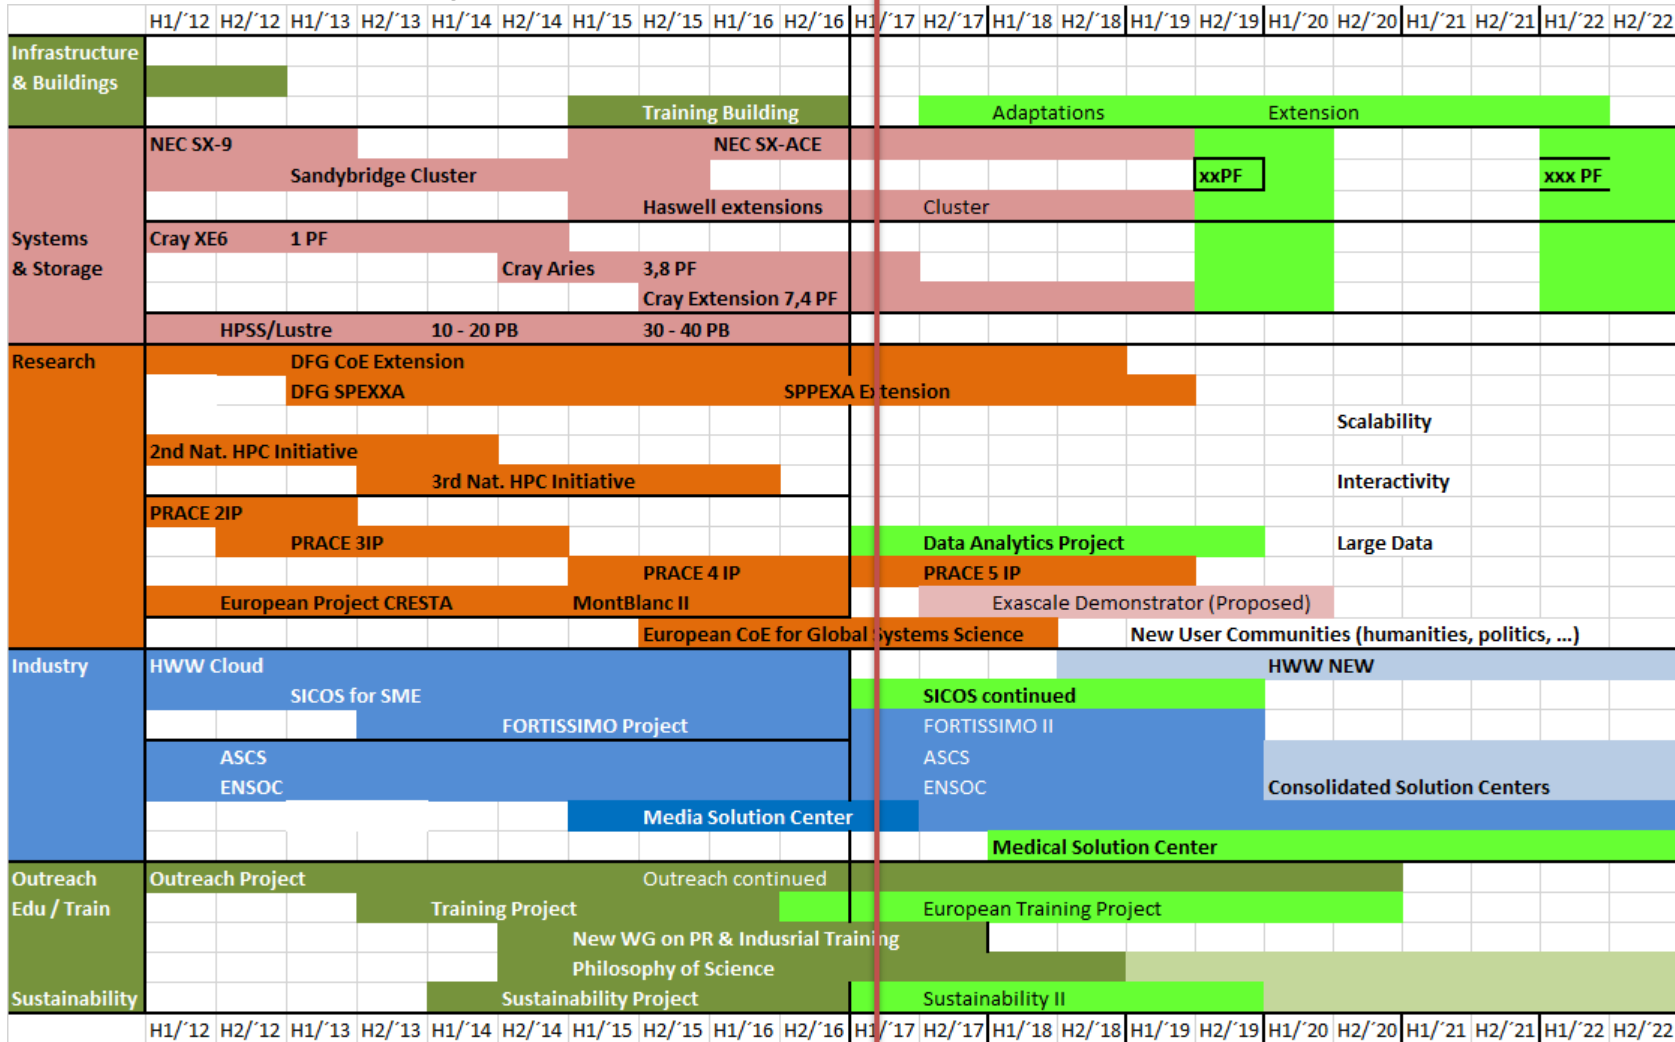 H1/´12 H2/´12 H1/´13 H2/´13 H1/´14 H2/´14 H1/´15 H2/´15 H1/´16 H2/´16 H1/´17 H2/´17 H1/´18 H2/´18 H1/´19 H2/´19 H1/´20 H2/´20 H1/´21 H2/´21 H1/´22 H2/´22
Infrastructure
& Buildings
Training Building Adaptations Extension
NEC SX-9 NEC SX-ACE
Sandybridge Cluster xxPF xxx PF
Haswell extensions Cluster
Systems Cray XE6 1 PF
& Storage Cray Aries 3,8 PF
Cray Extension 7,4 PF
HPSS/Lustre 10 - 20 PB 30 - 40 PB
Research DFG CoE Extension
DFG SPEXXA SPPEXA Extension
Scalability
2nd Nat. HPC Initiative
3rd Nat. HPC Initiative Interactivity
PRACE 2IP
PRACE 3IP Data Analytics Project Large Data
PRACE 4 IP PRACE 5 IP
European Project CRESTA MontBlanc II Exascale Demonstrator (Proposed)
European CoE for Global Systems Science New User Communities (humanities, politics, ...)
Industry HWW Cloud HWW NEW
SICOS for SME SICOS continued
FORTISSIMO Project FORTISSIMO II
ASCS ASCS
ENSOC ENSOC Consolidated Solution Centers
Media Solution Center
Medical Solution Center
Outreach Outreach Project Outreach continued
Edu / Train Training Project European Training Project
New WG on PR & Indusrial Training
Philosophy of Science
Sustainability Sustainability Project Sustainability II
H1/´12 H2/´12 H1/´13 H2/´13 H1/´14 H2/´14 H1/´15 H2/´15 H1/´16 H2/´16 H1/´17 H2/´17 H1/´18 H2/´18 H1/´19 H2/´19 H1/´20 H2/´20 H1/´21 H2/´21 H1/´22 H2/´22